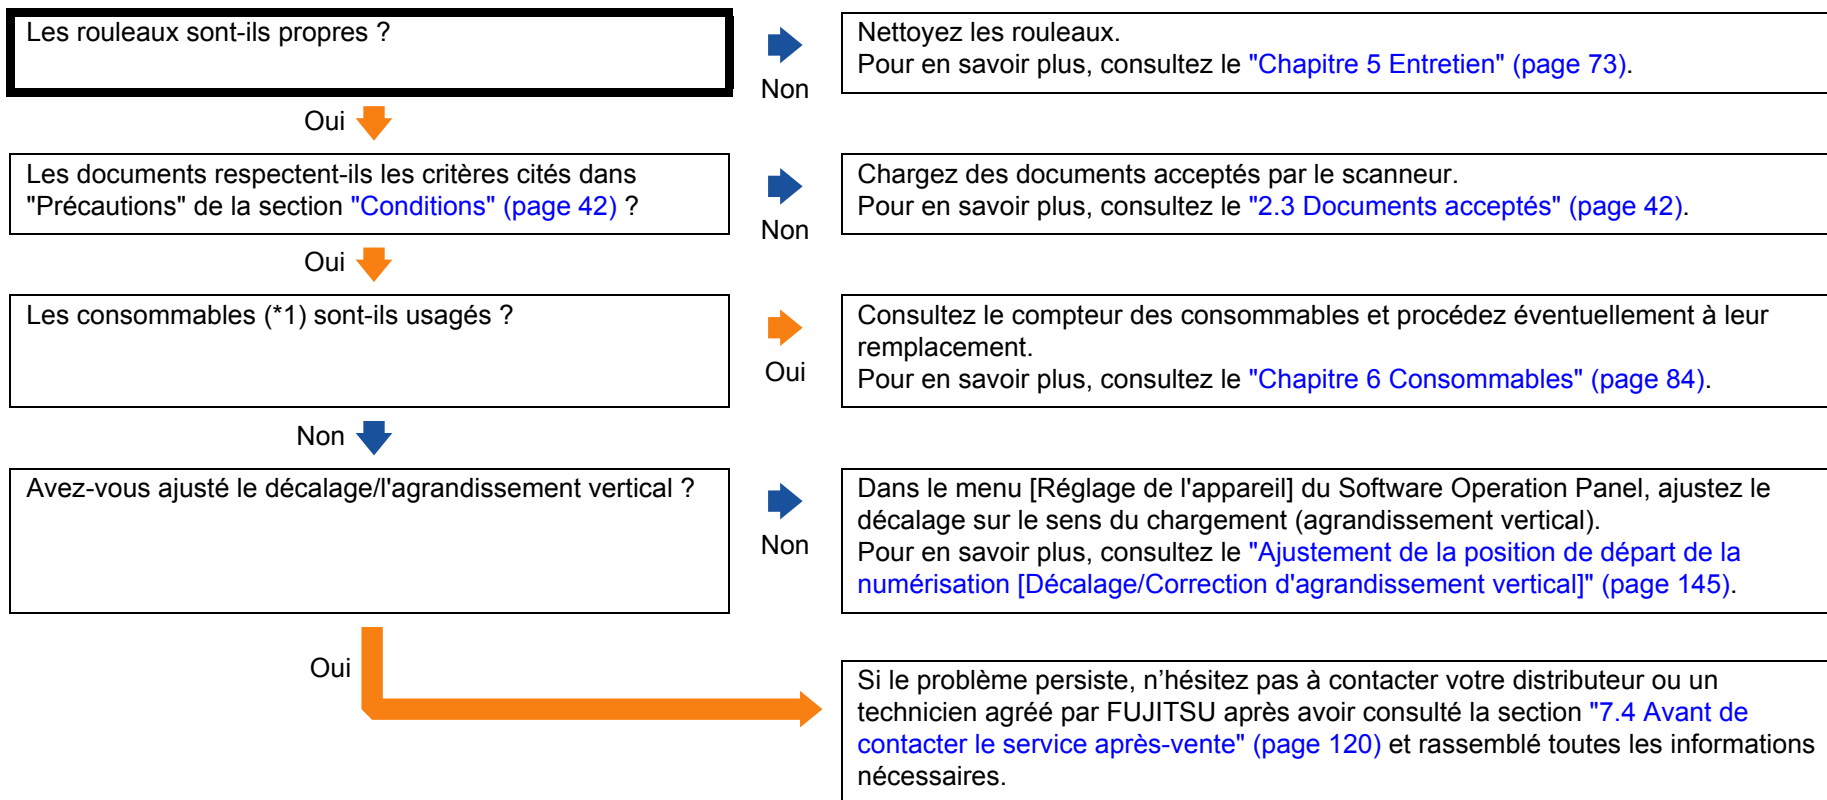 Les rouleaux sont-ils propres ?
Non
Nettoyez les rouleaux.
Pour en savoir plus, consultez le "Chapitre 5 Entretien" (page 73).
Oui
Les documents respectent-ils les critères cités dans
"Précautions" de la section "Conditions" (page 42) ?
Non
Chargez des documents acceptés par le scanneur.
Pour en savoir plus, consultez le "2.3 Documents acceptés" (page 42).
Oui
Les consommables (*1) sont-ils usagés ?
Oui
Consultez le compteur des consommables et procédez éventuellement à leur
remplacement.
Pour en savoir plus, consultez le "Chapitre 6 Consommables" (page 84).
Non
Avez-vous ajusté le décalage/l'agrandissement vertical ?
Non
Dans le menu [Réglage de l'appareil] du Software Operation Panel, ajustez le
décalage sur le sens du chargement (agrandissement vertical).
Pour en savoir plus, consultez le "Ajustement de la position de départ de la
numérisation [Décalage/Correction d'agrandissement vertical]" (page 145).
Oui
Si le problème persiste, n’hésitez pas à contacter votre distributeur ou un
technicien agréé par FUJITSU après avoir consulté la section "7.4 Avant de
contacter le service après-vente" (page 120) et rassemblé toutes les informations
nécessaires.